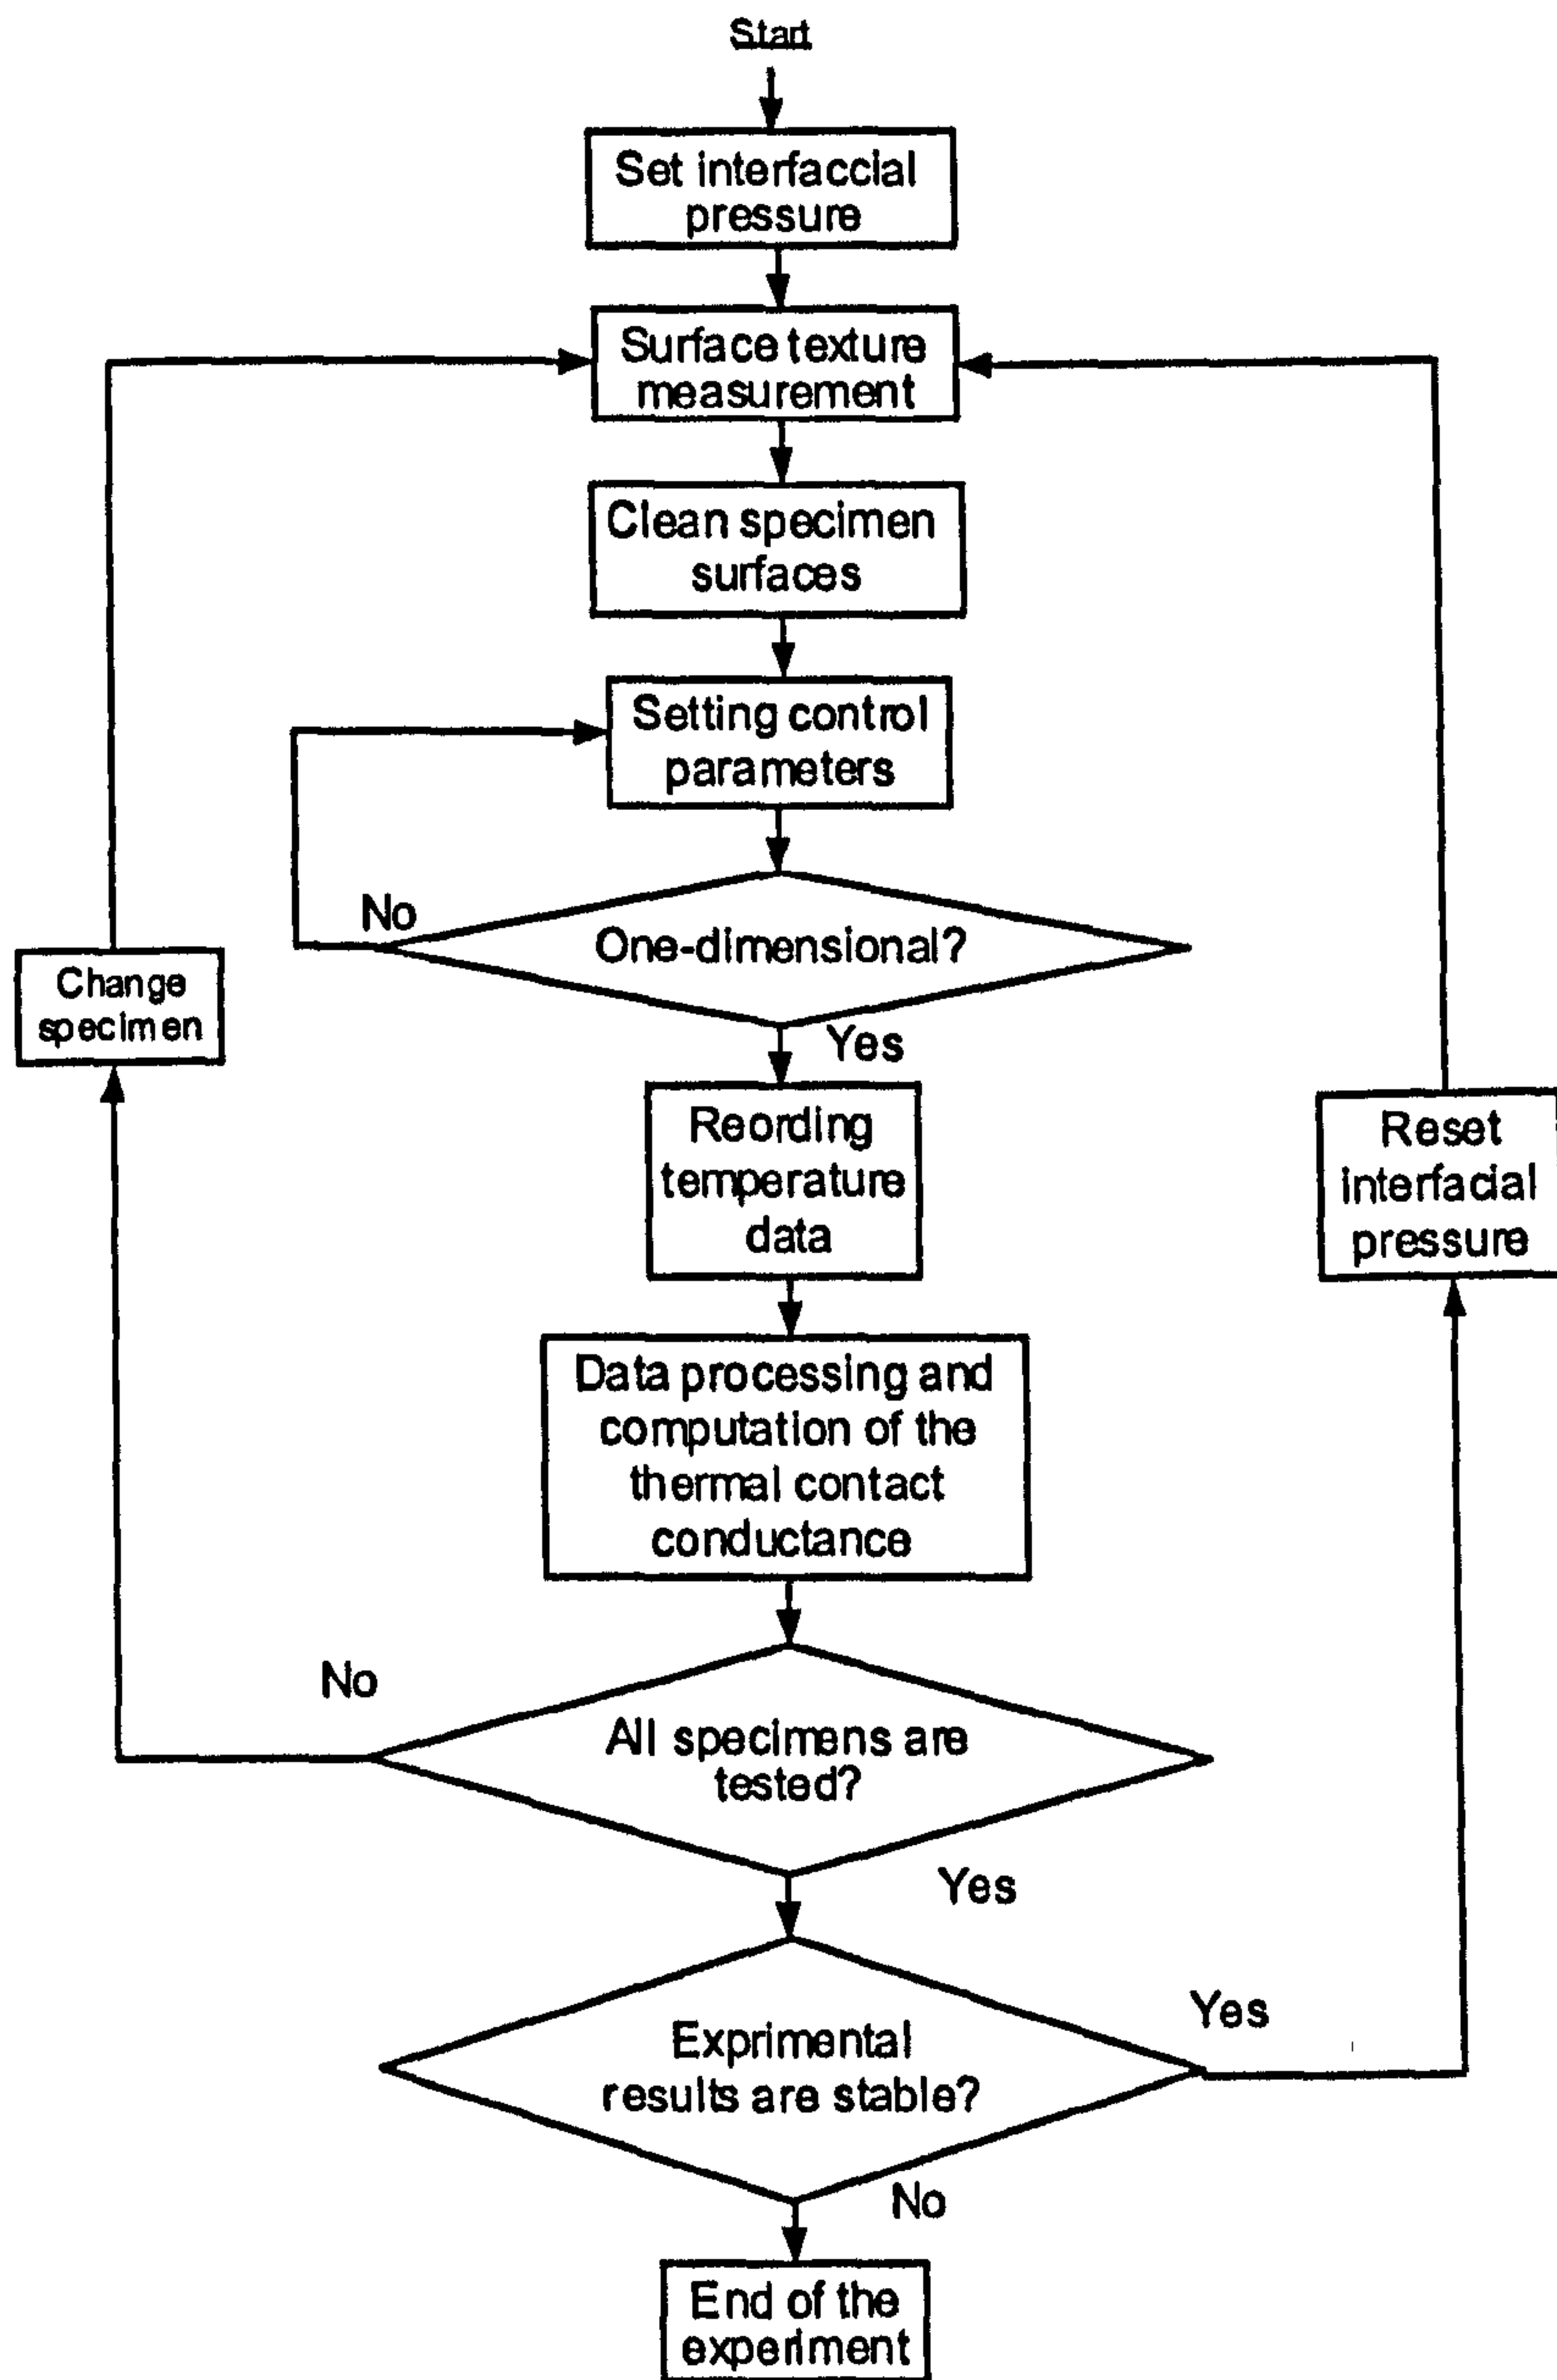 Start
Set interfaccial
pressure
Surface texture
measurement
Clean specimen
surfaces
Setting control
parameters
No
One-dimensional?
Change
specimen
Yes
Reording
temperature
data
Reset
interfacial
pressure
Data processing and
computation of the
thermal contact
conductance
No
All specimens are
tested?
Yes
Yes
Exprimental
results are stable?
No
End of the
experiment